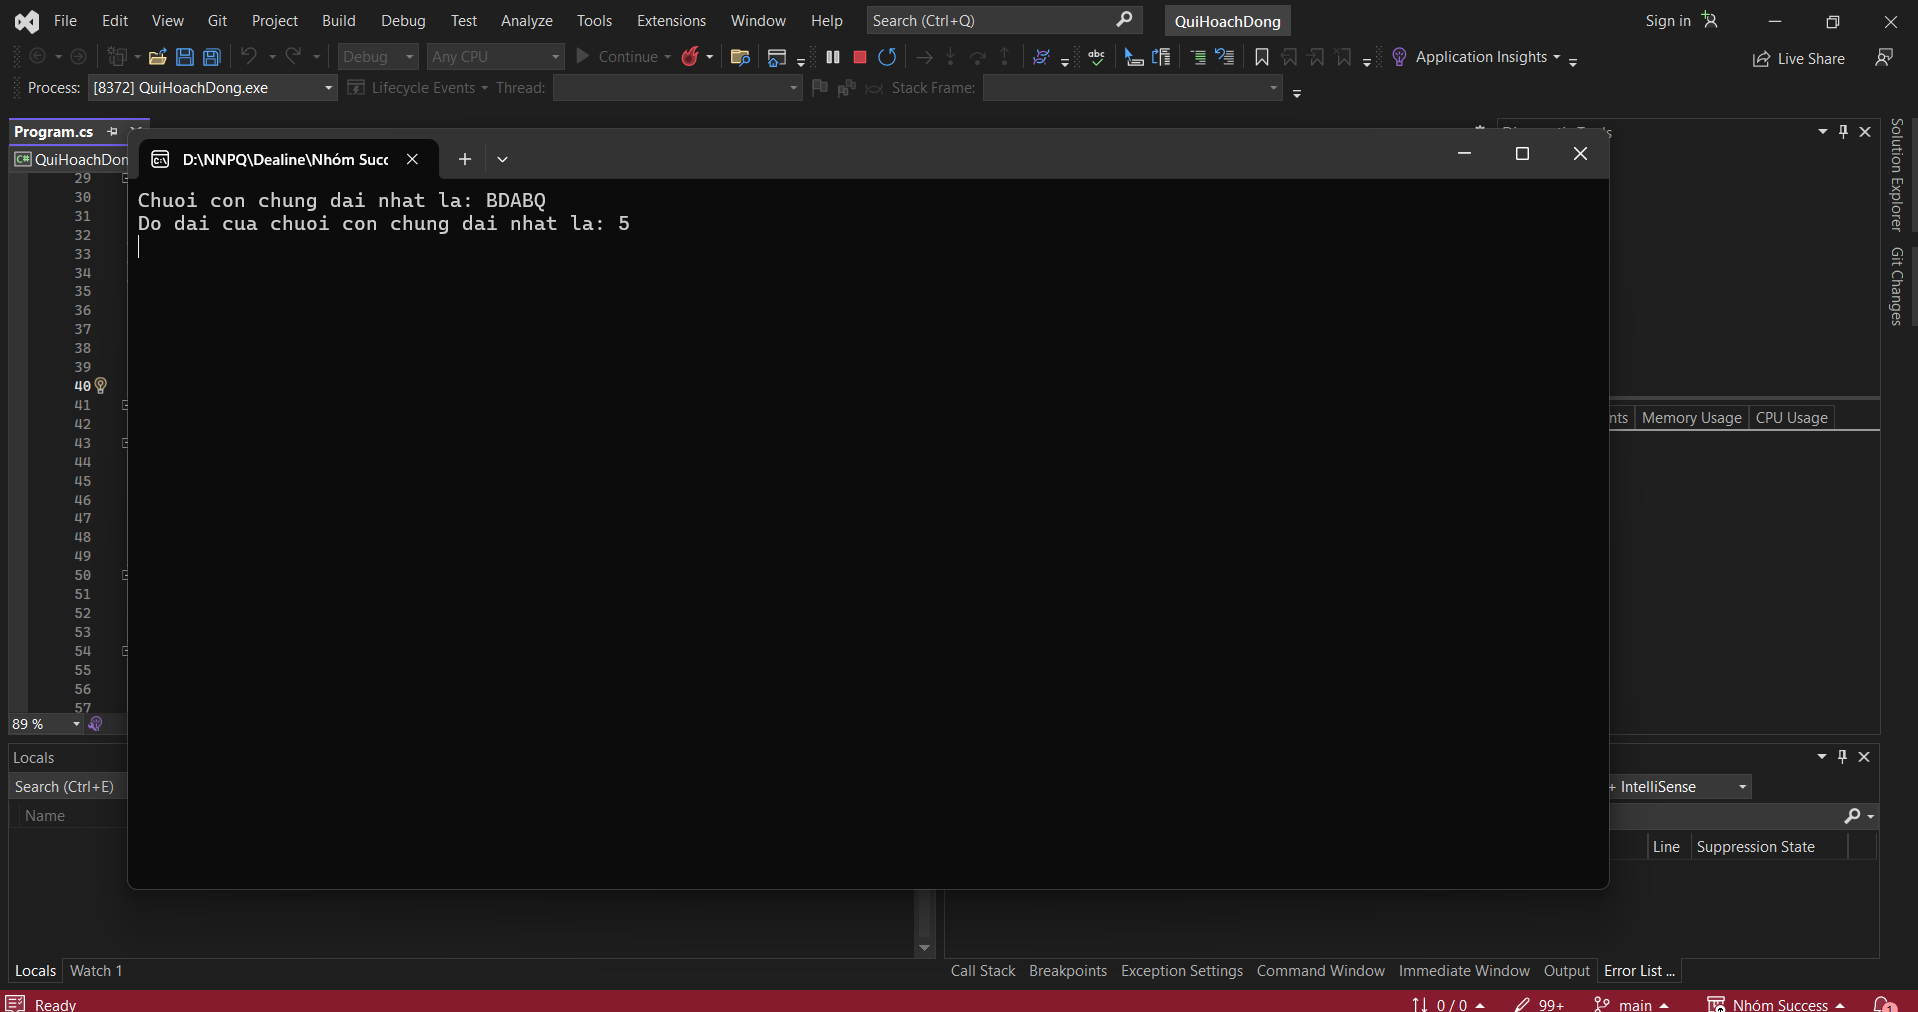 File Edit View Git Project Build Debug Test Analyze Tools Extensions Window Help Search (Ctrl+Q) QuiHoachDong Sign in
Debug Any CPU Continue Application Insights Live Share
Process: [8372] QuiHoachDong.exe Lifecycle Events Thread: Stack Frame:
Program.cs
D:\NNPQ\Dealine\Nhóm Succ
C# QuiHoachDon
Chuoi con chung dai nhat la: BDABQ
Do dai cua chuoi con chung dai nhat la: 5
29
30
31
32
33
34
35
36
37
38
39
40
41
42
43
44
45
46
47
48
49
50
51
52
53
54
55
56
57
89 %
Solution Explorer
Git Changes
nts Memory Usage CPU Usage
Locals
Search (Ctrl+E)
Name
+ IntelliSense
Line Suppression State
Locals Watch 1
Call Stack Breakpoints Exception Settings Command Window Immediate Window Output Error List ...
Ready 0 / 0 99+ main Nhóm Success 1